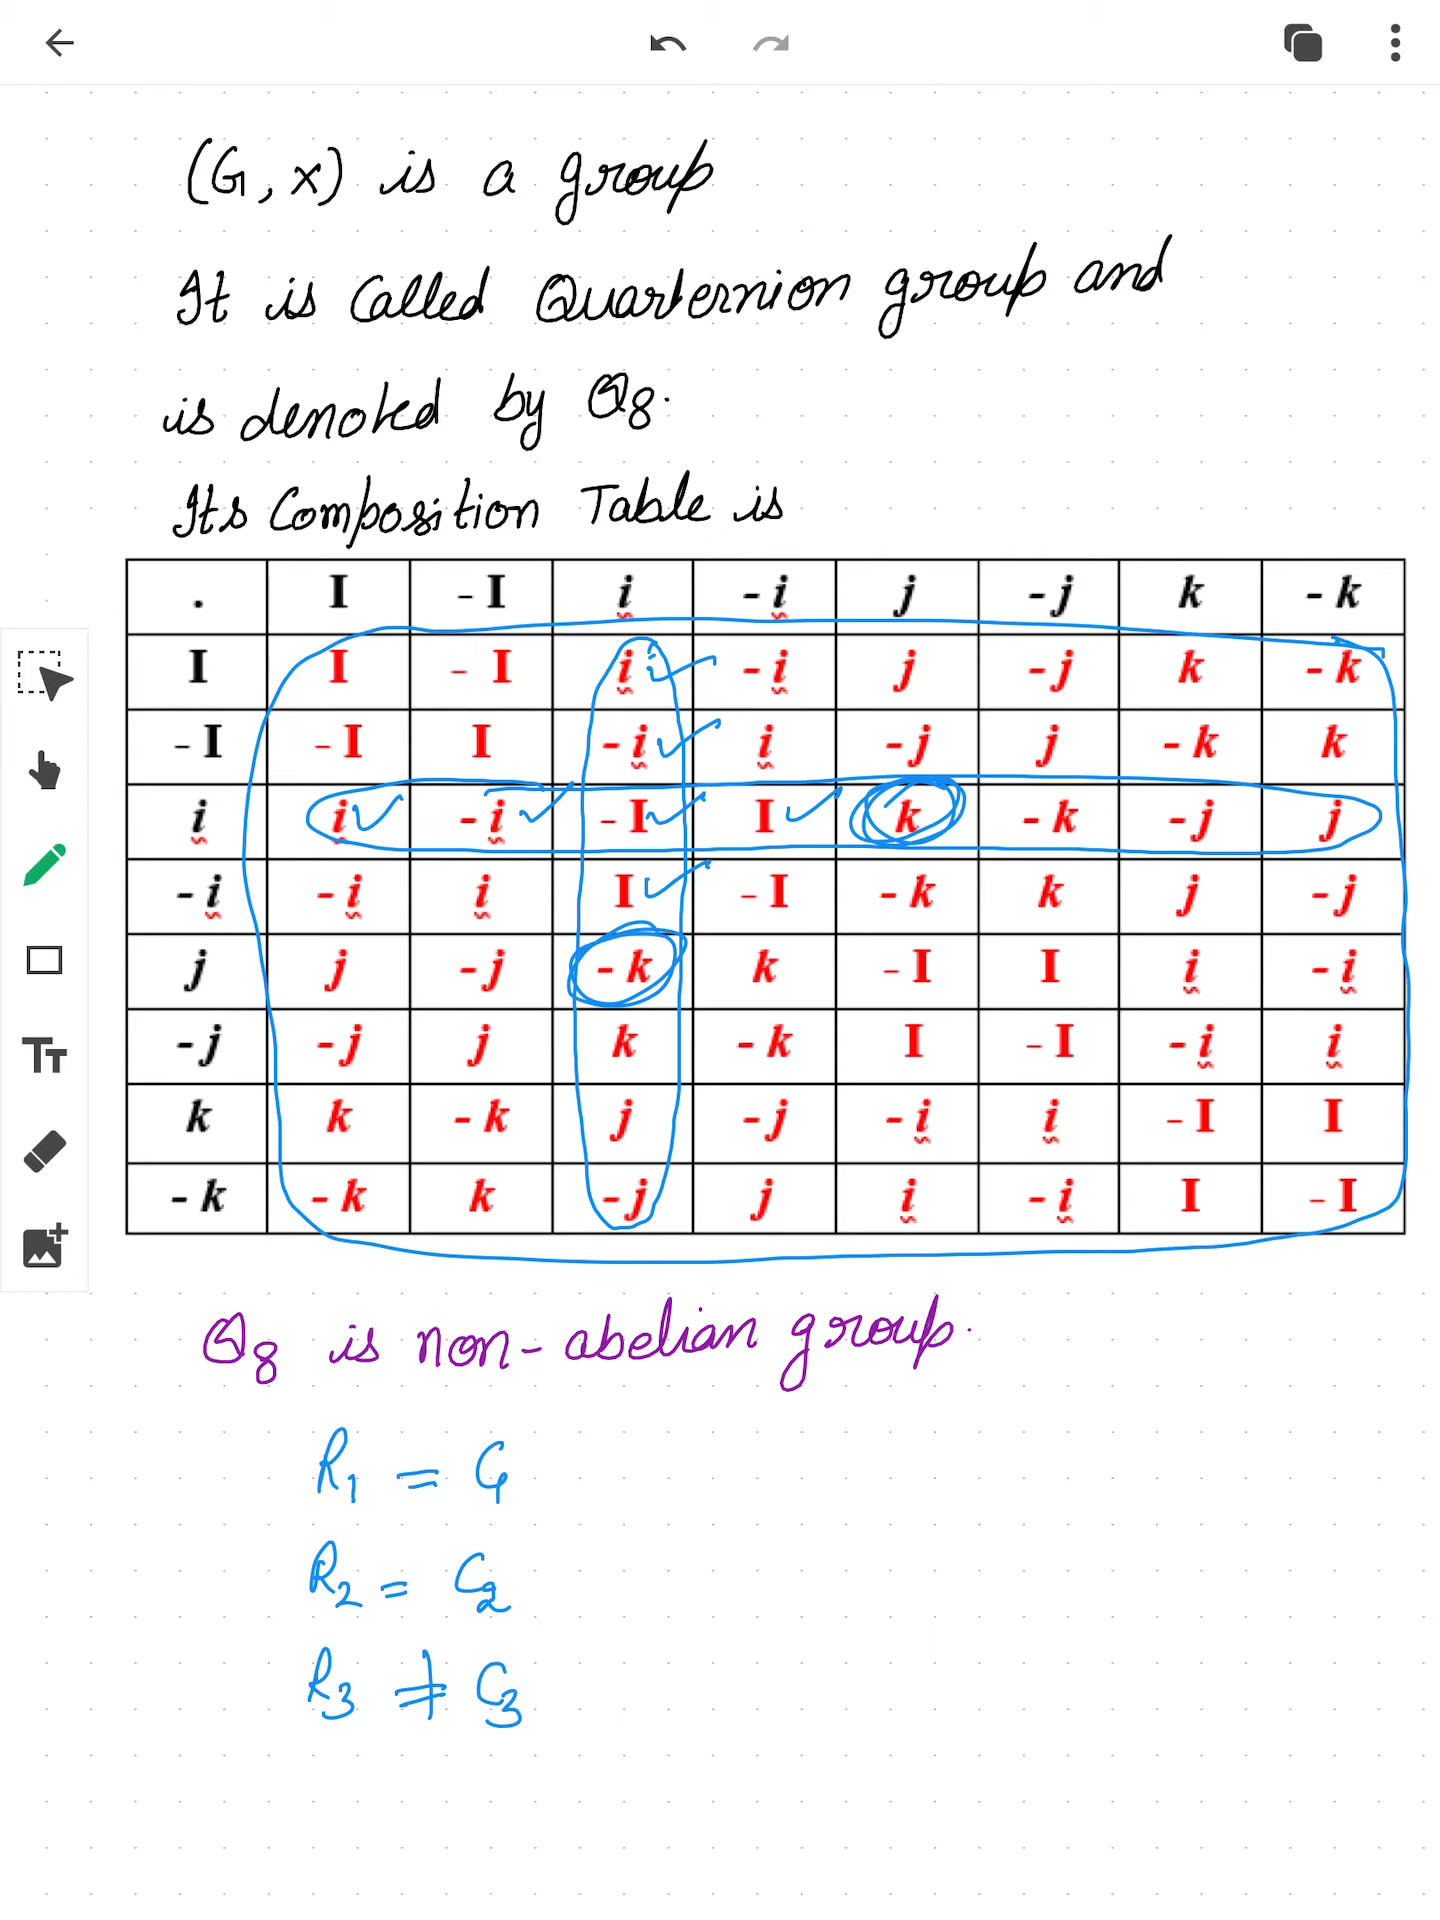 (G, x) is a group
It is Called Quarternion group and
is denoted by Q8.
Its Composition Table is
. I - I i - i j - j k - k
I I - I i - i j - j k - k
- I - I I - i i - j j - k k
i i - i - I I k - k - j j
- i - i i I - I - k k j - j
j j - j - k k - I I i - i
- j - j j k - k I - I - i i
k k - k j - j - i i - I I
- k - k k - j j i - i I - I
Q8 is non-abelian group.
R1 = C1
R2 = C2
R3 ≠ C3
TT